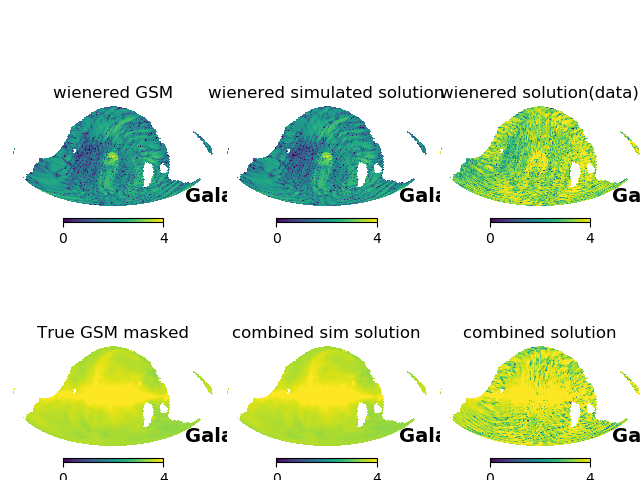 wienered GSM
wienered simulated solution
wienered solution(data)
Gala
Gala
Ga
0 4
0 4
0 4
True GSM masked
combined sim solution
combined solution
Gala
Gala
Ga
0 4
0 4
0 4